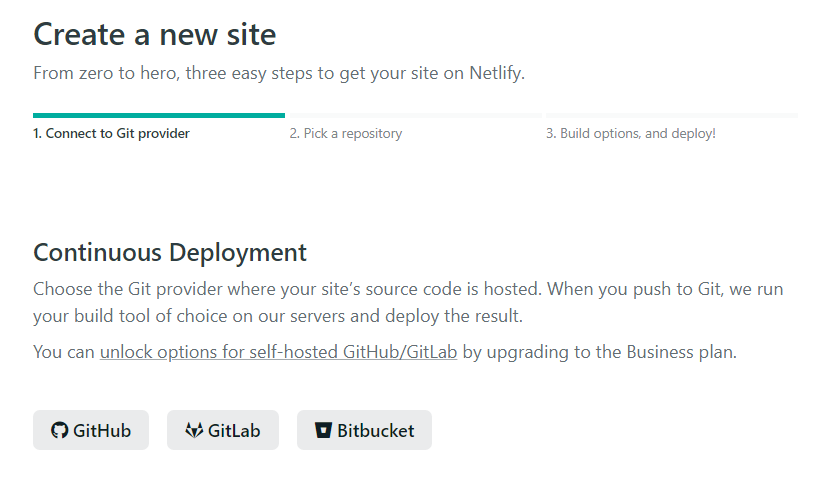 Create a new site
From zero to hero, three easy steps to get your site on Netlify.
1. Connect to Git provider
2. Pick a repository
3. Build options, and deploy!
Continuous Deployment
Choose the Git provider where your site’s source code is hosted. When you push to Git, we run
your build tool of choice on our servers and deploy the result.
You can unlock options for self-hosted GitHub/GitLab by upgrading to the Business plan.
GitHub
GitLab
Bitbucket